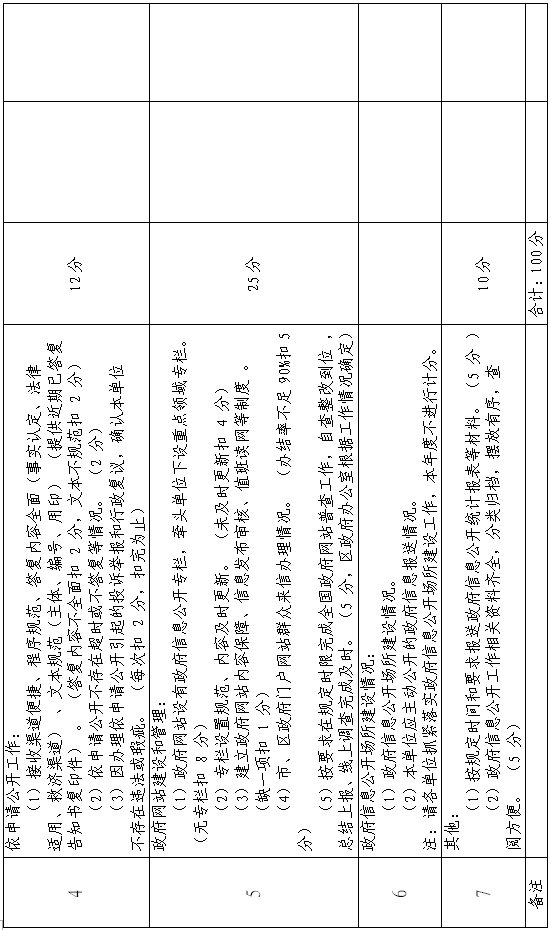 4
依申请公开工作：
（1）接收渠道便捷、程序规范、答复内容全面（事实认定、法律
适用、救济渠道）、文本规范（主体、编号、用印）（提供近期已答复
告知书复印件）。（答复内容不全面扣 2 分，文本不规范扣 2 分）
（2）依申请公开不存在超时或不答复等情况。（2 分）
（3）因办理依申请公开引起的投诉举报和行政复议，确认本单位
不存在违法或瑕疵。（每次扣 2 分，扣完为止）
12分
5
政府网站建设和管理：
（1）政府网站设有政府信息公开专栏，牵头单位下设重点领域专栏。
（无专栏扣 8 分）
（2）专栏设置规范、内容及时更新。（未及时更新扣 4 分）
（3）建立政府网站内容保障、信息发布审核、值班读网等制度。
（缺一项扣 1 分）
（4）市、区政府门户网站群众来信办理情况。（办结率不足 90%扣 5
分）
（5）按要求在规定时限完成全国政府网站普查工作，自查整改到位，
总结上报、线上调查完成及时。（5 分，区政府办公室根据工作情况确定）
25分
6
政府信息公开场所建设情况：
（1）政府信息公开场所建设情况。
（2）本单位应主动公开的政府信息报送情况。
注：请各单位抓紧落实政府信息公开场所建设工作，本年度不进行计分。
7
其他：
（1）按规定时间和要求报送政府信息公开统计报表等材料。（5 分）
（2）政府信息公开工作相关资料齐全，分类归档，摆放有序，查
阅方便。（5 分）
10分
备注
合计：100分